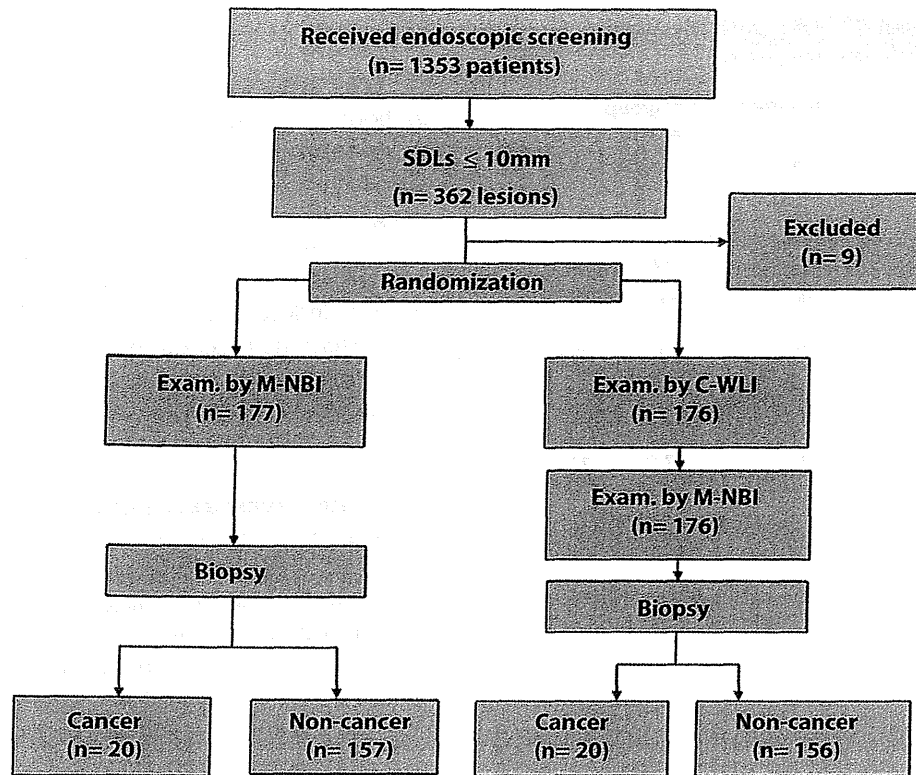 Received endoscopic screening
(n= 1353 patients)
SDLs ≤ 10mm
(n= 362 lesions)
Excluded
(n= 9)
Randomization
Exam. by M-NBI
(n= 177)
Exam. by C-WLI
(n= 176)
Exam. by M-NBI
(n= 176)
Biopsy
Biopsy
Cancer
(n= 20)
Non-cancer
(n= 157)
Cancer
(n= 20)
Non-cancer
(n= 156)